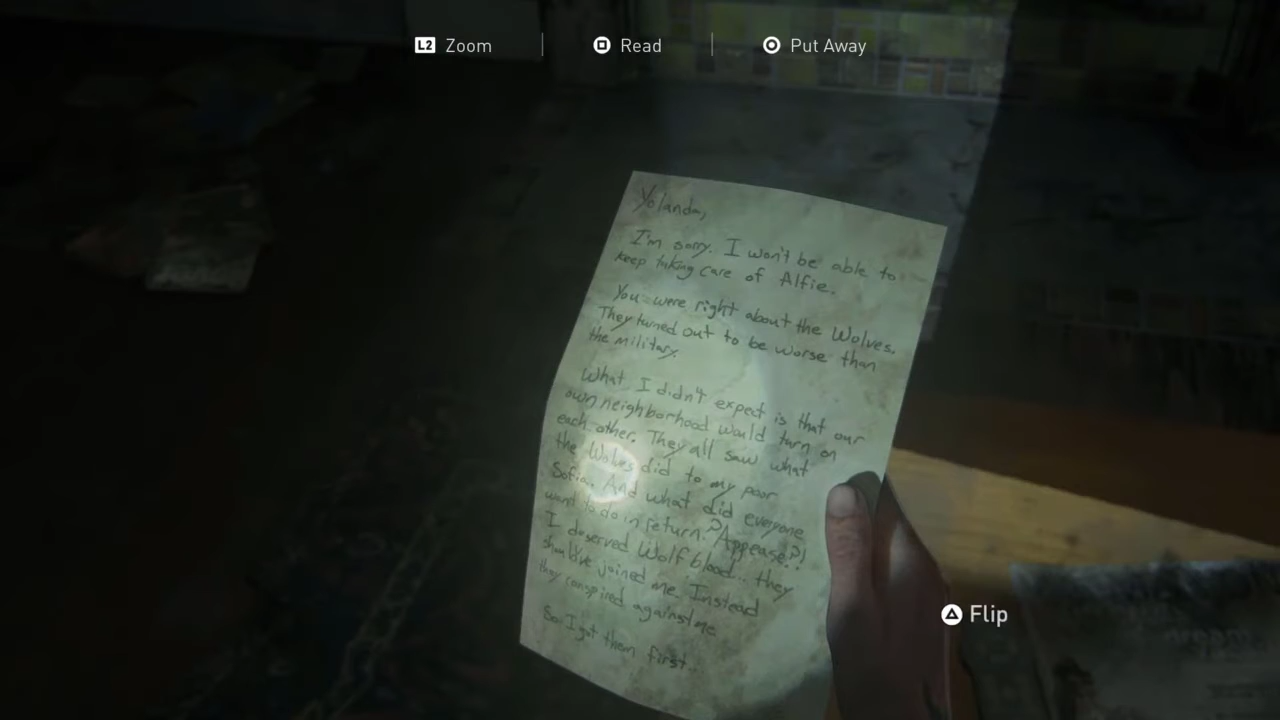 L2 Zoom
Read
Put Away
Yolanda,
I'm sorry. I won't be able to
keep taking care of Alfie.
You were right about the Wolves.
They turned out to be worse than
the military.
What I didn't expect is that our
own neighborhood would turn on
each other. They all saw what
the Wolves did to my poor
Sofia. And what did everyone
want to do in return? Appease?!
I deserved Wolf blood... they
should've joined me. Instead
they conspired against me.
So I got them first.
Flip